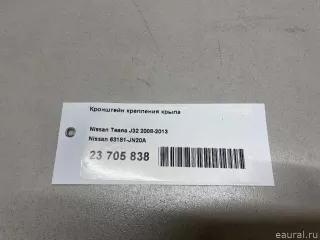 Кронштейн крепления крыла
Nissan Teana J32 2008-2013
Nissan 63181-JN20A
23 705 838
eaural.ru